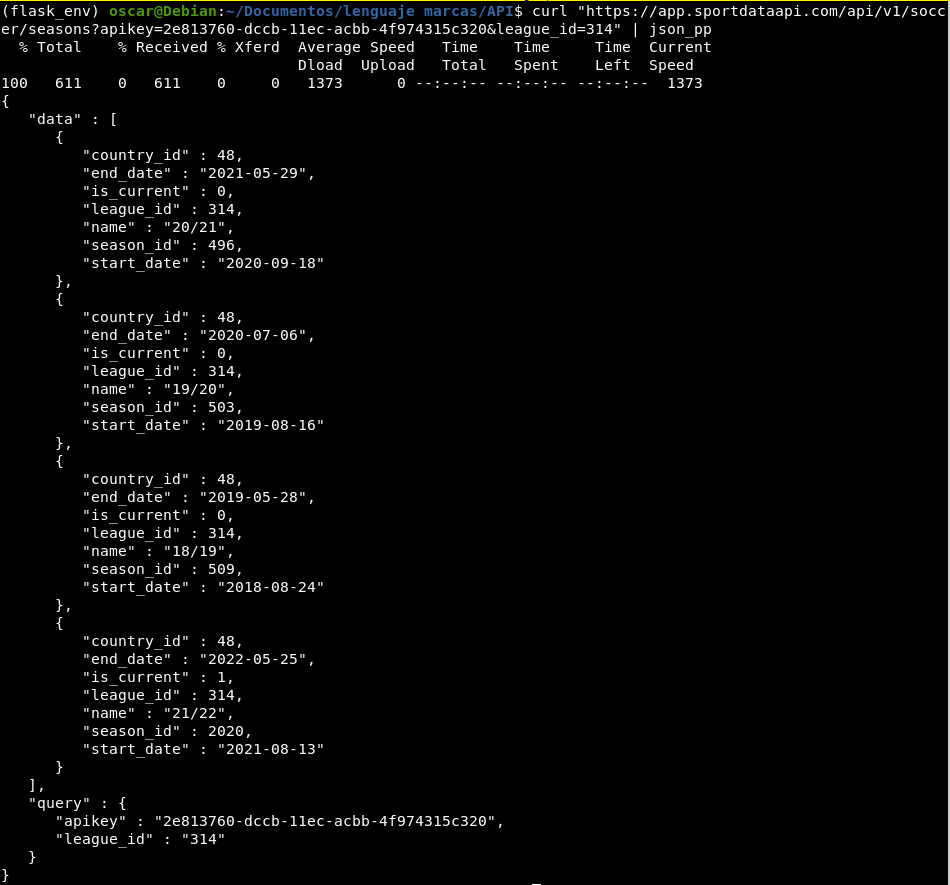 (flask_env) oscar@Debian:~/Documentos/lenguaje marcas/API$ curl "https://app.sportdataapi.com/api/v1/socc
er/seasons?apikey=2e813760-dccb-11ec-acbb-4f974315c320&league_id=314" | json_pp
  % Total    % Received % Xferd  Average Speed   Time    Time     Time  Current
                                 Dload  Upload   Total   Spent    Left  Speed
100   611    0   611    0     0   1373      0 --:--:-- --:--:-- --:--:--  1373
{
   "data" : [
      {
         "country_id" : 48,
         "end_date" : "2021-05-29",
         "is_current" : 0,
         "league_id" : 314,
         "name" : "20/21",
         "season_id" : 496,
         "start_date" : "2020-09-18"
      },
      {
         "country_id" : 48,
         "end_date" : "2020-07-06",
         "is_current" : 0,
         "league_id" : 314,
         "name" : "19/20",
         "season_id" : 503,
         "start_date" : "2019-08-16"
      },
      {
         "country_id" : 48,
         "end_date" : "2019-05-28",
         "is_current" : 0,
         "league_id" : 314,
         "name" : "18/19",
         "season_id" : 509,
         "start_date" : "2018-08-24"
      },
      {
         "country_id" : 48,
         "end_date" : "2022-05-25",
         "is_current" : 1,
         "league_id" : 314,
         "name" : "21/22",
         "season_id" : 2020,
         "start_date" : "2021-08-13"
      }
   ],
   "query" : {
      "apikey" : "2e813760-dccb-11ec-acbb-4f974315c320",
      "league_id" : "314"
   }
}